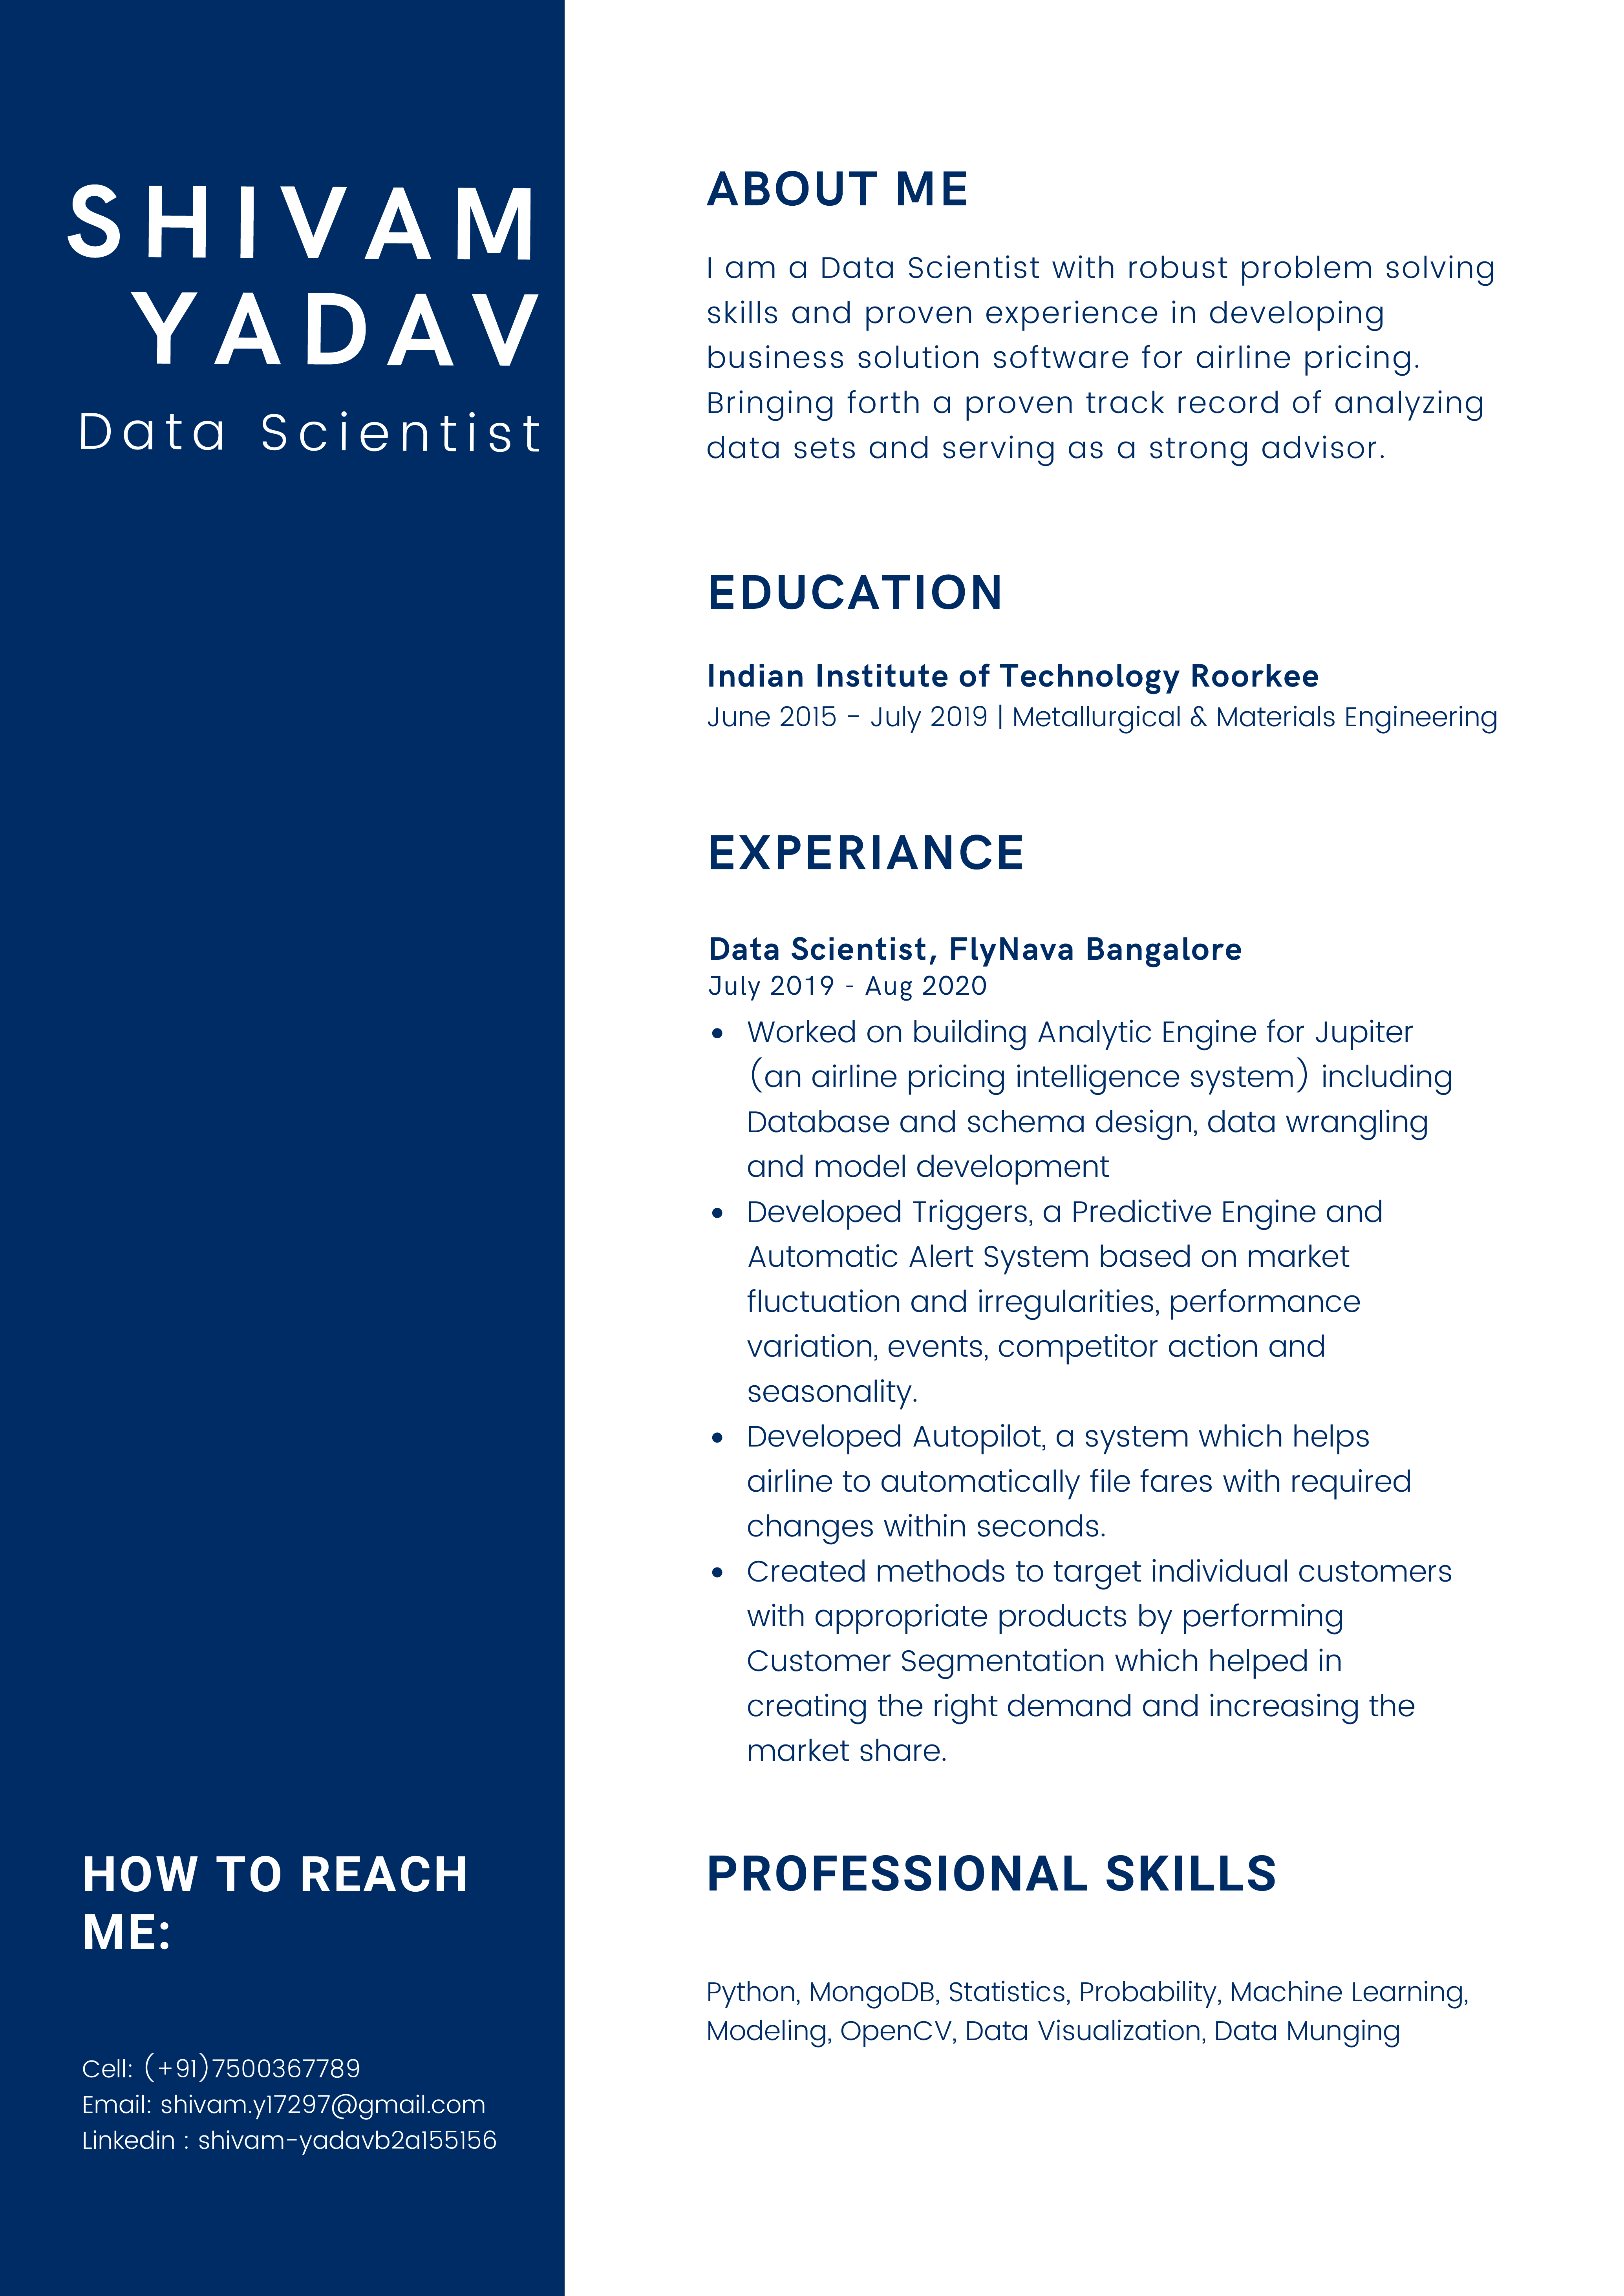 SHIVAM
YADAV
Data Scientist
HOW TO REACH
ME:
Cell: (+91)7500367789
Email: shivam.y17297@gmail.com
Linkedin : shivam-yadavb2a155156
ABOUT ME
I am a Data Scientist with robust problem solving
skills and proven experience in developing
business solution software for airline pricing.
Bringing forth a proven track record of analyzing
data sets and serving as a strong advisor.
EDUCATION
Indian Institute of Technology Roorkee
June 2015 - July 2019 | Metallurgical & Materials Engineering
EXPERIANCE
Data Scientist, FlyNava Bangalore
July 2019 - Aug 2020
• Worked on building Analytic Engine for Jupiter
(an airline pricing intelligence system) including
Database and schema design, data wrangling
and model development
• Developed Triggers, a Predictive Engine and
Automatic Alert System based on market
fluctuation and irregularities, performance
variation, events, competitor action and
seasonality.
• Developed Autopilot, a system which helps
airline to automatically file fares with required
changes within seconds.
• Created methods to target individual customers
with appropriate products by performing
Customer Segmentation which helped in
creating the right demand and increasing the
market share.
PROFESSIONAL SKILLS
Python, MongoDB, Statistics, Probability, Machine Learning,
Modeling, OpenCV, Data Visualization, Data Munging